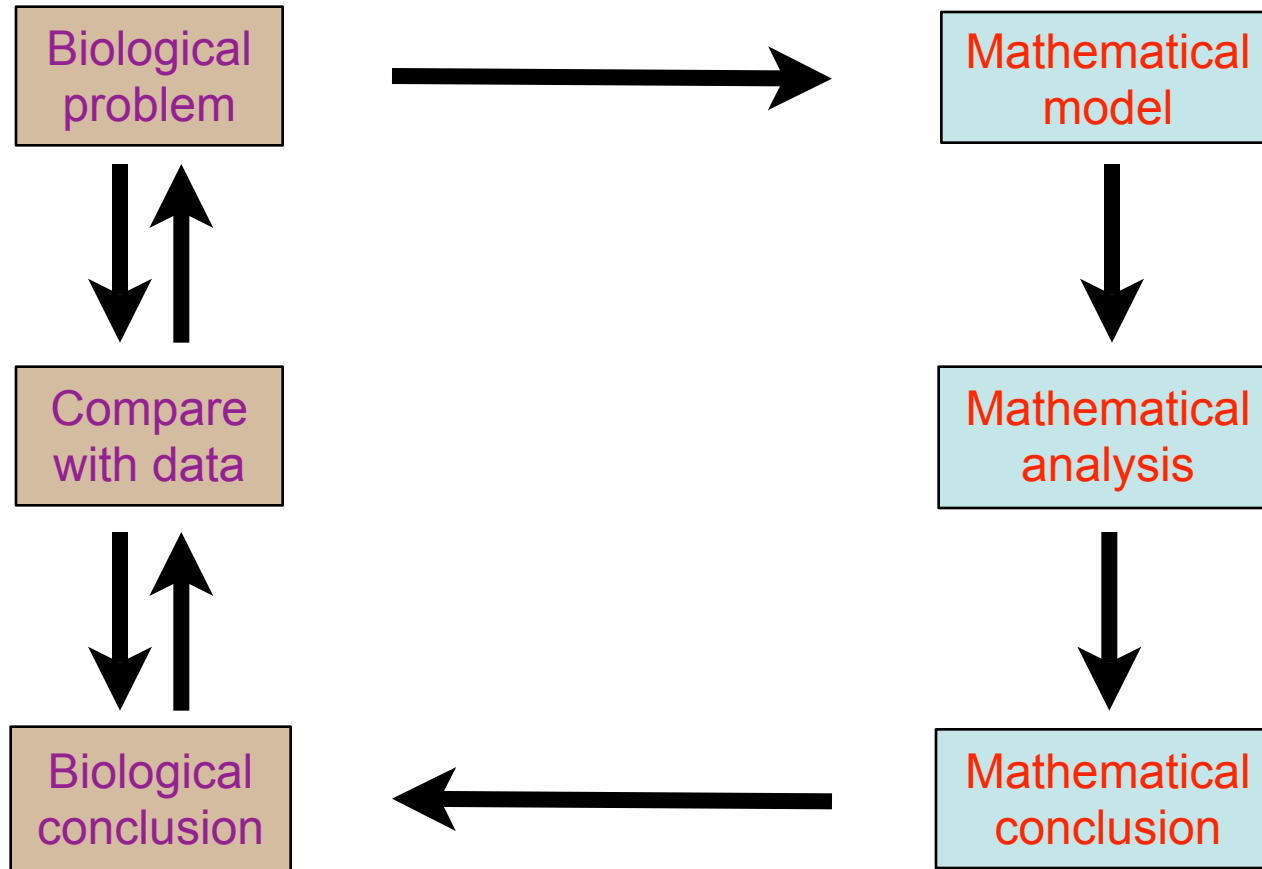 Biological
problem
Mathematical
model
Compare
with data
Mathematical
analysis
Biological
conclusion
Mathematical
conclusion